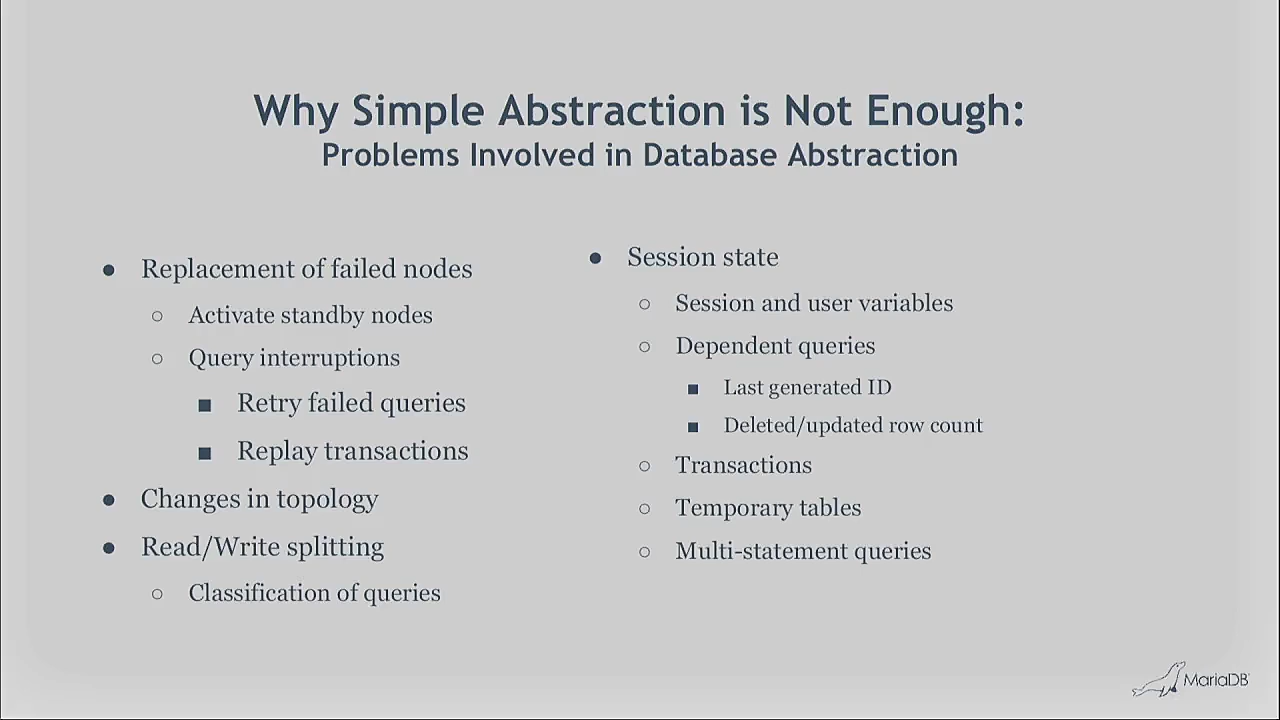 Why Simple Abstraction is Not Enough:
Problems Involved in Database Abstraction
● Replacement of failed nodes
○ Activate standby nodes
○ Query interruptions
■ Retry failed queries
■ Replay transactions
● Changes in topology
● Read/Write splitting
○ Classification of queries
● Session state
○ Session and user variables
○ Dependent queries
■ Last generated ID
■ Deleted/updated row count
○ Transactions
○ Temporary tables
○ Multi-statement queries
MariaDB